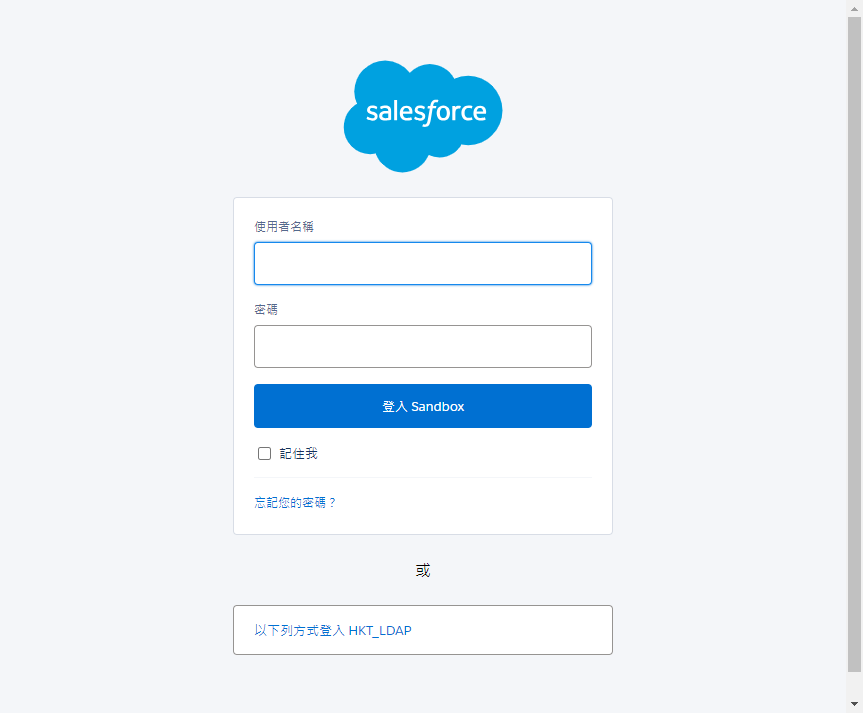 salesforce
使用者名稱
密碼
登入 Sandbox
記住我
忘記您的密碼？
或
以下列方式登入 HKT_LDAP